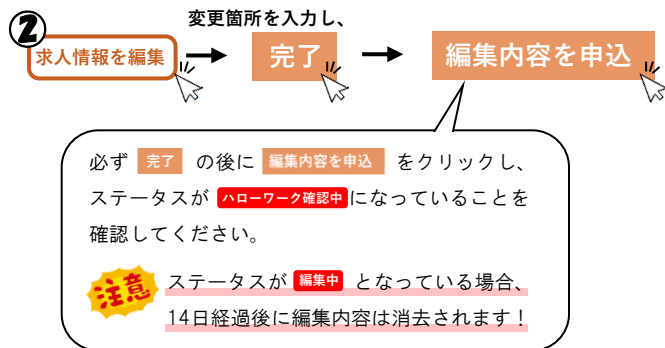 ②
変更箇所を入力し、
求人情報を編集
完了
編集内容を申込
必ず 完了 の後に 編集内容を申込 をクリックし、
ステータスが ハローワーク確認中 になっていることを
確認してください。
注意
ステータスが 編集中 となっている場合、
14日経過後に編集内容は消去されます！